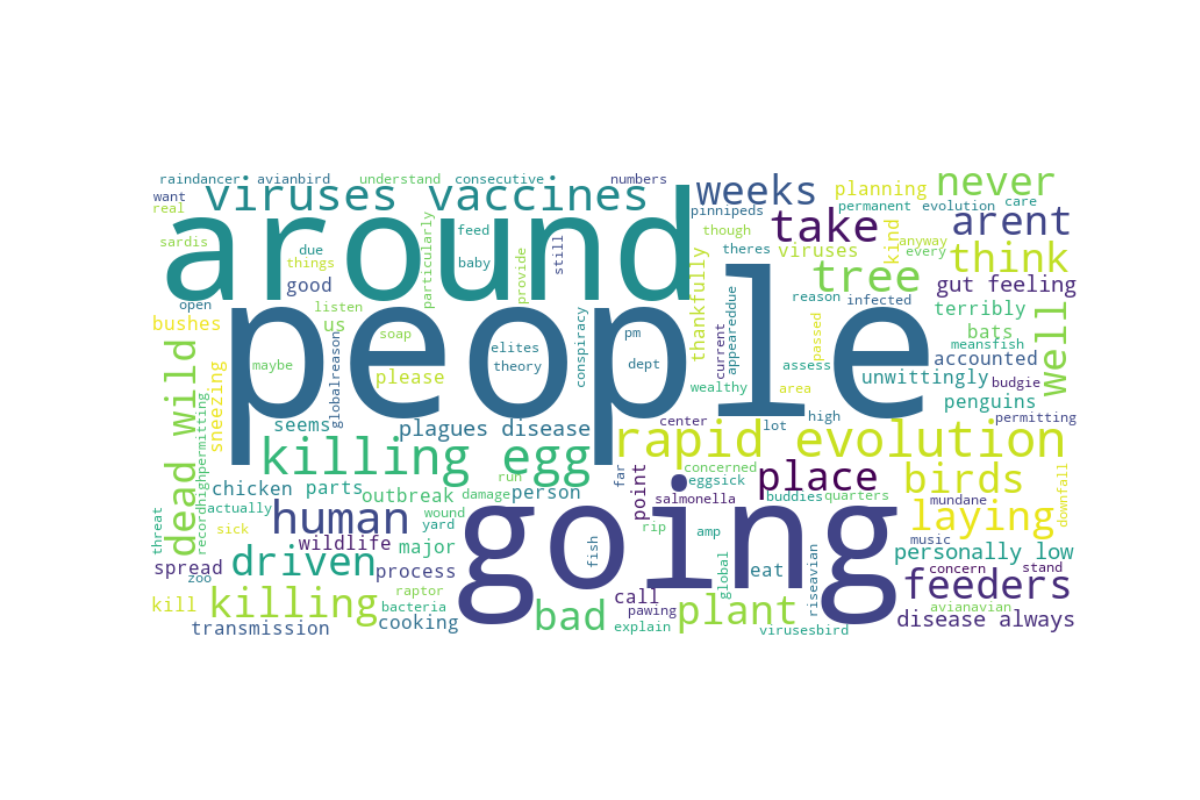 raindancer• avianbird understand consecutive• numbers
want viruses vaccines weeks planning never
real around pinnipeds permanent evolution care
sardis due feed particularly though take arent
things baby provide still theres viruses kind anyway every think
good tree gut feeling
open listen thankfully reason infected terribly
bushes us soap conspiracy people pm current appeareddue passed bats well
globalreason elites meansfish
maybe theory dept assess accounted
dead wild sneezing please wealthy area unwittingly budgie
penguins
seems plagues disease center lot high permitting
killing egg rapid evolution
recordhighpermitting chicken parts run far point concerned place birds
outbreak damage person salmonella eggsick buddies quarters mundane downfall
actually human wound going rip amp laying
threat sick yard music
wildlife major fish personally low
spread driven process global riseavian concern stand
zoo eat feeders
kill killing raptor call plant
bacteria bad pawing avianavian
transmission cooking explain virusesbird disease always